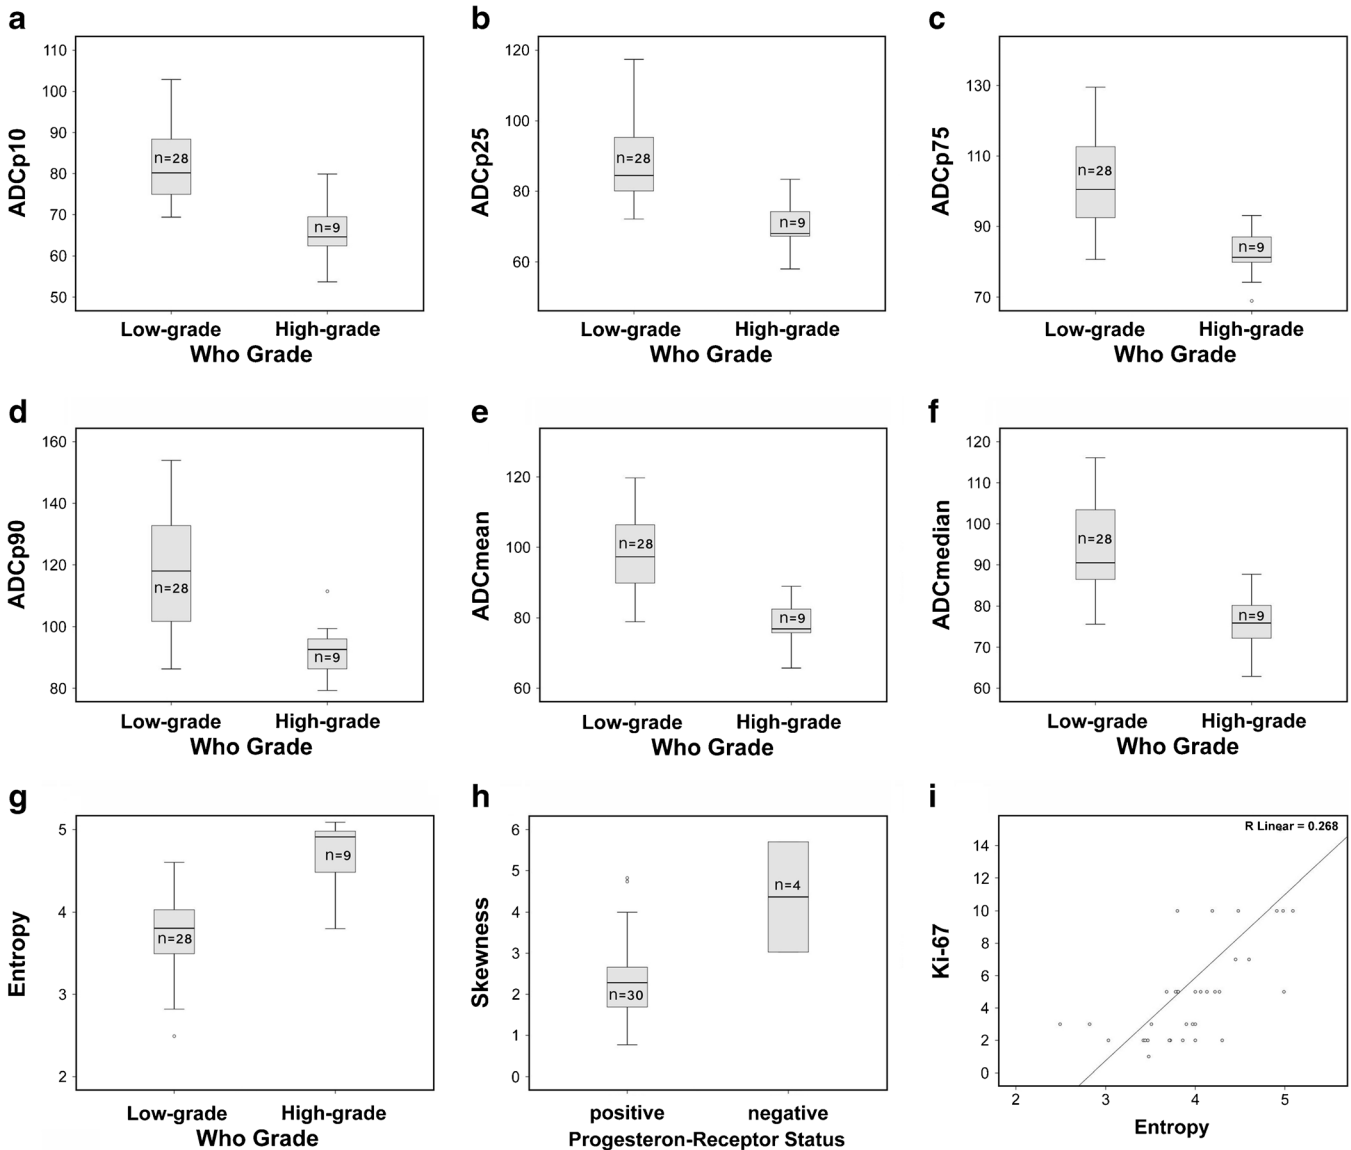 a
ADCp10
110
100
90
80
70
60
50
n=28
n=9
Low-grade High-grade
Who Grade
b
ADCp25
120
100
80
60
n=28
n=9
Low-grade High-grade
Who Grade
c
ADCp75
130
110
90
70
n=28
n=9
Low-grade High-grade
Who Grade
d
ADCp90
160
140
120
100
80
n=28
n=9
Low-grade High-grade
Who Grade
e
ADCmean
120
100
80
60
n=28
n=9
Low-grade High-grade
Who Grade
f
ADCmedian
120
110
100
90
80
70
60
n=28
n=9
Low-grade High-grade
Who Grade
g
Entropy
5
4
3
2
n=28
n=9
Low-grade High-grade
Who Grade
h
Skewness
6
5
4
3
2
1
0
n=30
n=4
positive negative
Progesteron-Receptor Status
i
Ki-67
R Linear = 0.268
14
12
10
8
6
4
2
0
2 3 4 5
Entropy